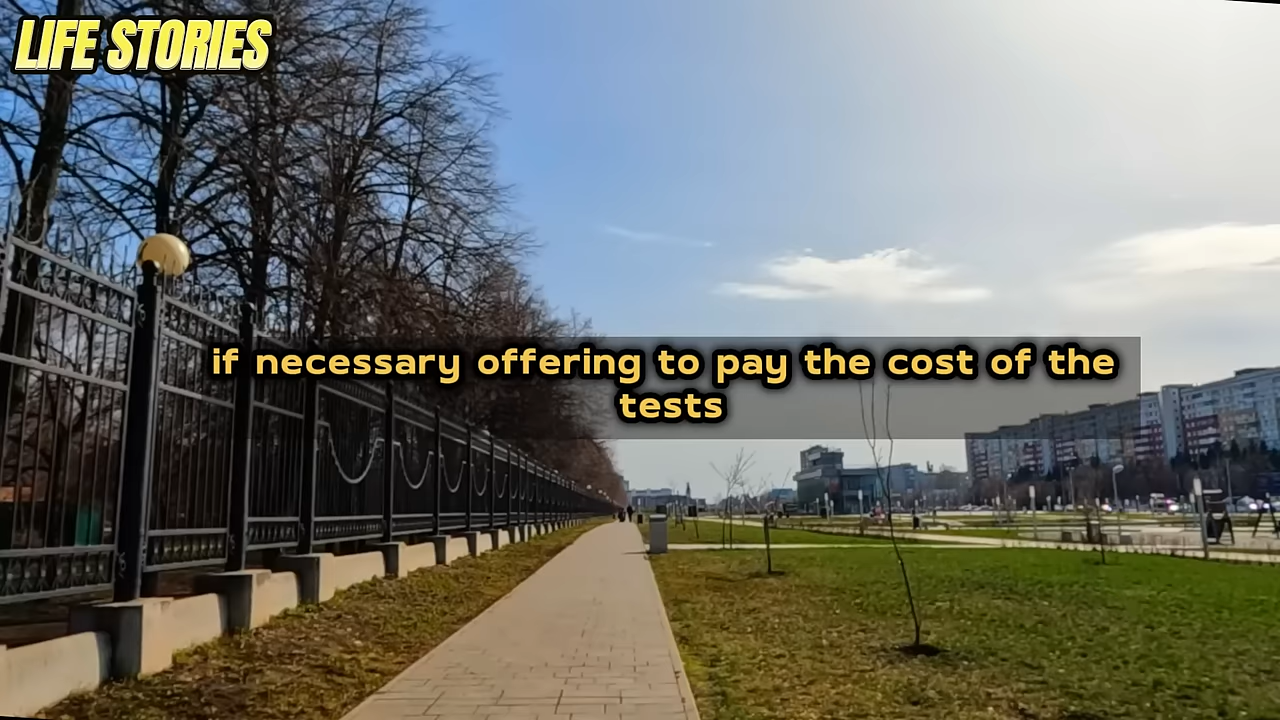 LIFE STORIES
if necessary offering to pay the cost of the
tests